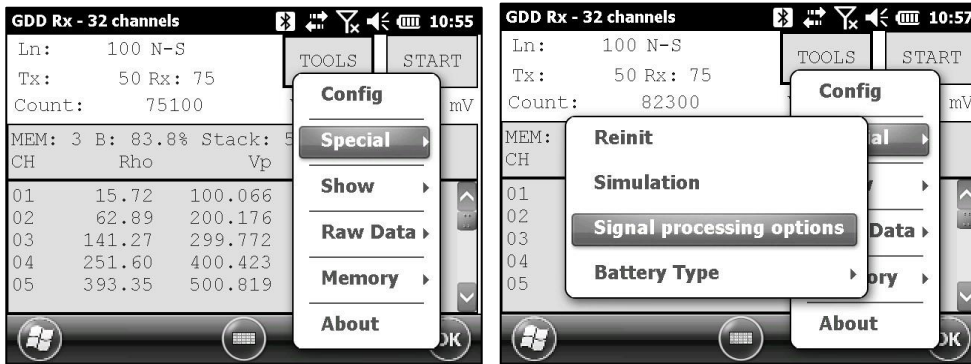 GDD Rx - 32 channels 10:55
Ln: 100 N-S
Tx: 50 Rx: 75
Count: 75100 mV
TOOLS START
MEM: 3 B: 83.8% Stack: 5
CH Rho Vp
01 15.72 100.066
02 62.89 200.176
03 141.27 299.772
04 251.60 400.423
05 393.35 500.819
Config
Special
Show
Raw Data
Memory
About
OK
GDD Rx - 32 channels 10:57
Ln: 100 N-S
Tx: 50 Rx: 75
Count: 82300 mV
TOOLS START
MEM:
CH
01
02
03
04
05
Config
ial
Data
ory
About
Reinit
Simulation
Signal processing options
Battery Type
OK